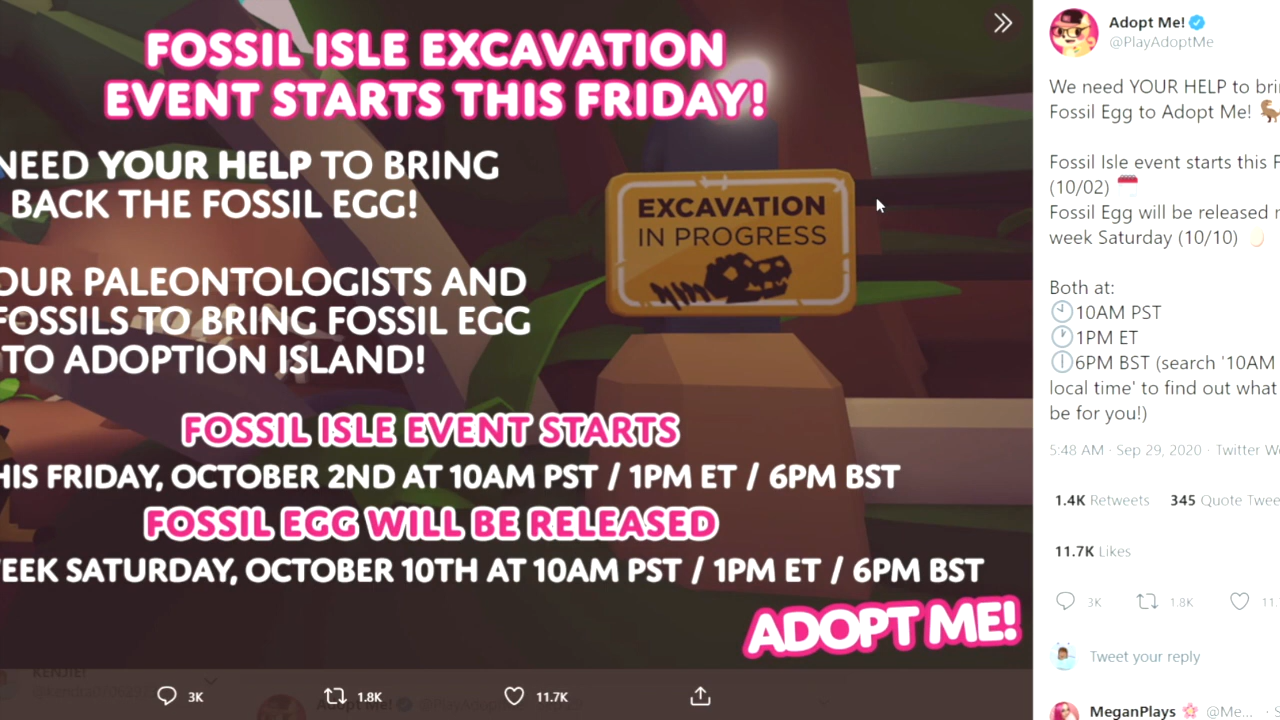 FOSSIL ISLE EXCAVATION
EVENT STARTS THIS FRIDAY!
NEED YOUR HELP TO BRING
BACK THE FOSSIL EGG!
OUR PALEONTOLOGISTS AND
FOSSILS TO BRING FOSSIL EGG
TO ADOPTION ISLAND!
EXCAVATION
IN PROGRESS
FOSSIL ISLE EVENT STARTS
HIS FRIDAY, OCTOBER 2ND AT 10AM PST / 1PM ET / 6PM BST
FOSSIL EGG WILL BE RELEASED
EEK SATURDAY, OCTOBER 10TH AT 10AM PST / 1PM ET / 6PM BST
ADOPT ME!
3K 1.8K 11.7K
Adopt Me!
@PlayAdoptMe
We need YOUR HELP to bri
Fossil Egg to Adopt Me!
Fossil Isle event starts this F
(10/02)
Fossil Egg will be released n
week Saturday (10/10)
Both at:
10AM PST
1PM ET
6PM BST (search '10AM
local time' to find out what
be for you!)
5:48 AM · Sep 29, 2020 · Twitter We
1.4K Retweets 345 Quote Twee
11.7K Likes
3K 1.8K 11.
Tweet your reply
MeganPlays @Me... · S